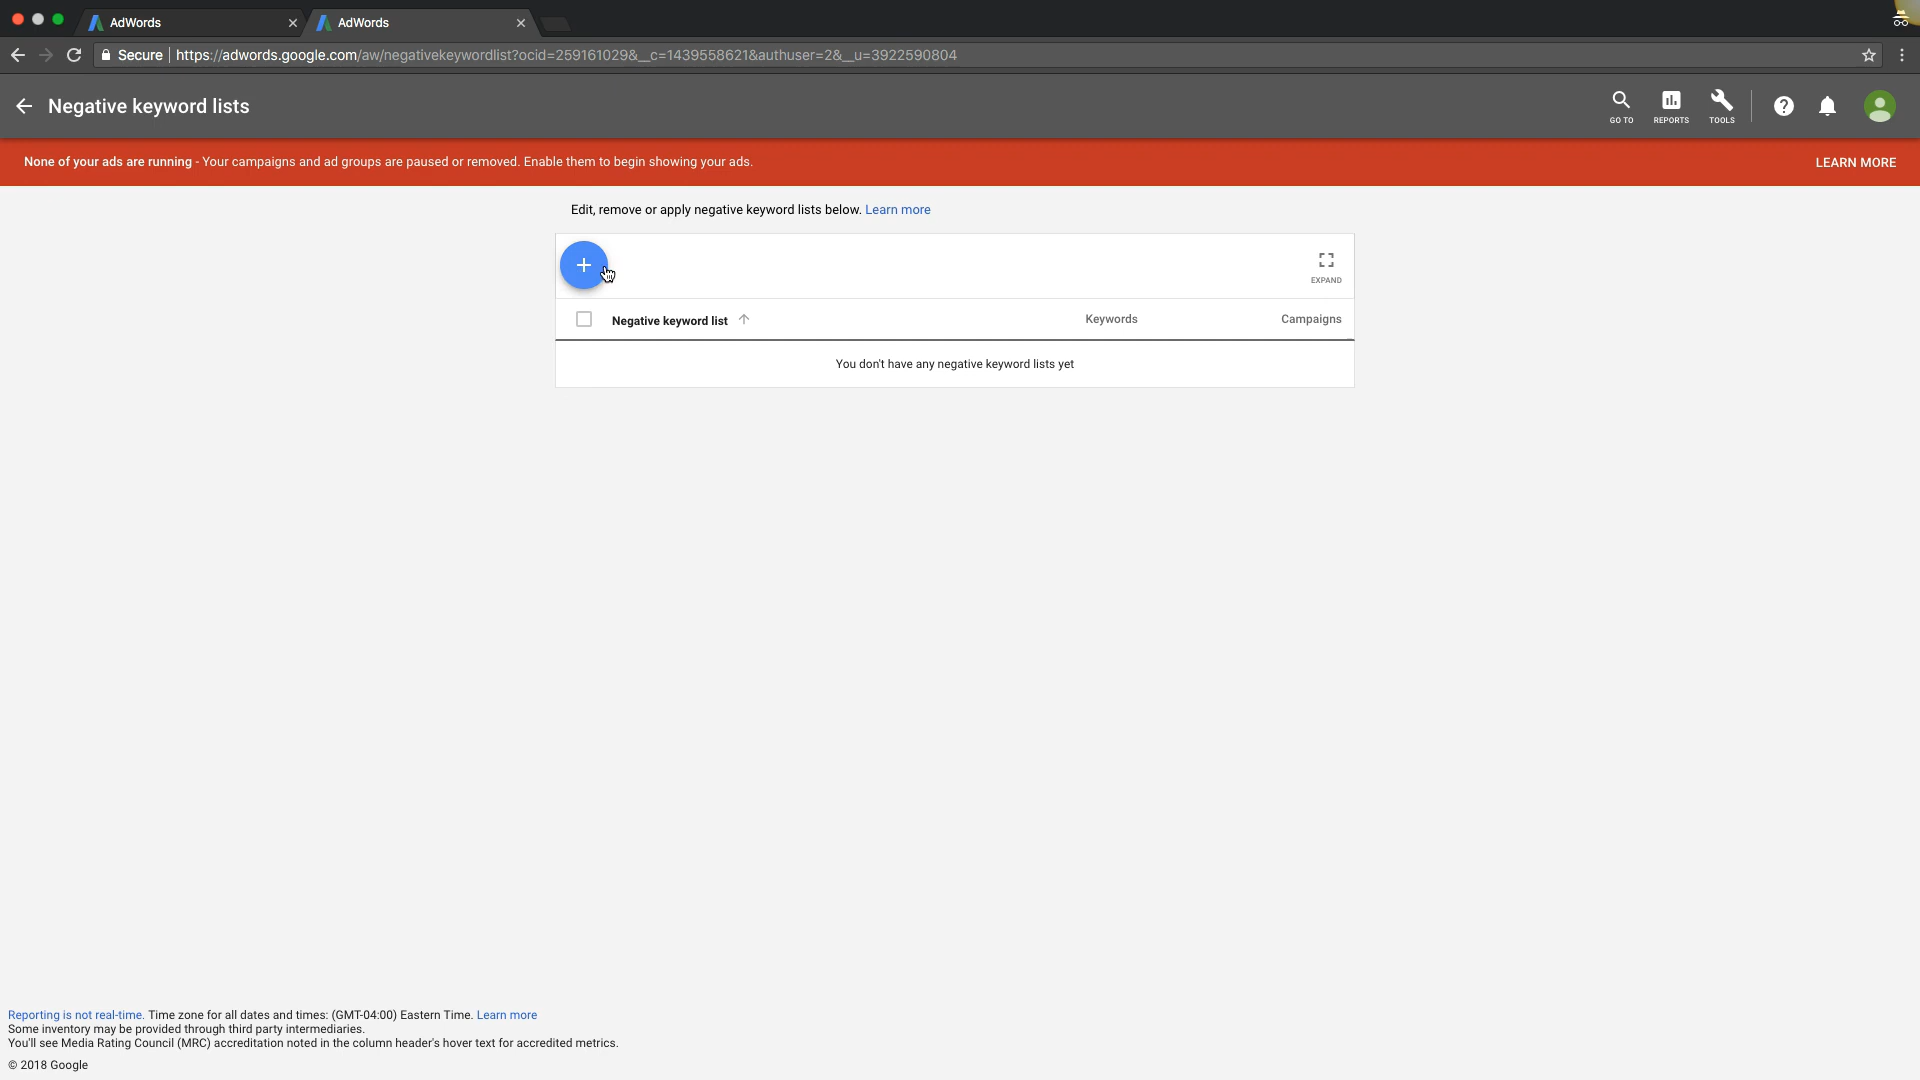 AdWords
AdWords
Secure
https://adwords.google.com/aw/negativekeywordlist?ocid=259161029&__c=1439558621&authuser=2&__u=3922590804
Negative keyword lists
GO TO
REPORTS
TOOLS
None of your ads are running - Your campaigns and ad groups are paused or removed. Enable them to begin showing your ads.
LEARN MORE
Edit, remove or apply negative keyword lists below. Learn more
EXPAND
Negative keyword list
Keywords
Campaigns
You don't have any negative keyword lists yet
Reporting is not real-time. Time zone for all dates and times: (GMT-04:00) Eastern Time. Learn more
Some inventory may be provided through third party intermediaries.
You'll see Media Rating Council (MRC) accreditation noted in the column header's hover text for accredited metrics.
© 2018 Google